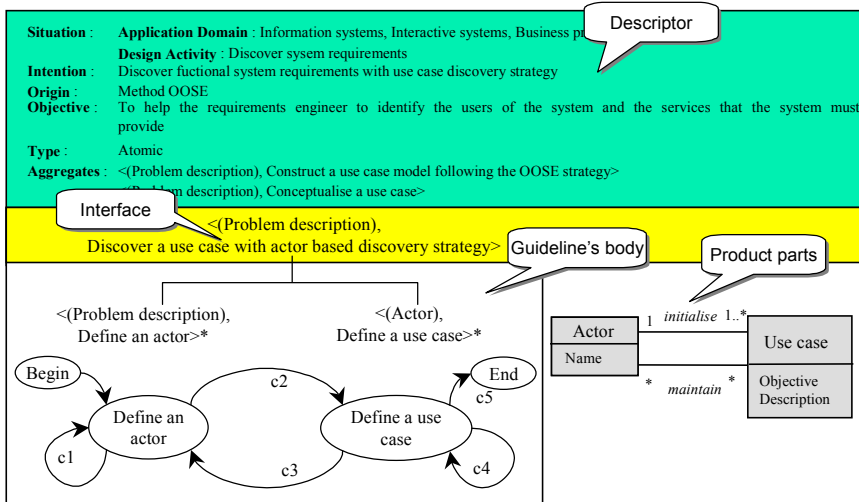 Descriptor
Situation : Application Domain : Information systems, Interactive systems, Business
Design Activity : Discover sysem requirements
Intention : Discover fuctional system requirements with use case discovery strategy
Origin : Method OOSE
Objective : To help the requirements engineer to identify the users of the system and the services that the system must
provide
Type : Atomic
Aggregates : <(Problem description), Construct a use case model following the OOSE strategy>
description), Conceptualise a use case>
Interface
<(Problem description),
Discover a use case with actor based discovery strategy>
Guideline's body
Product parts
<(Problem description),
Define an actor>*
<(Actor),
Define a use case>*
Begin
c2
End
c5
Define an
actor
Define a use
case
c1
c3
c4
Actor
Name
1 initialise 1..*
* maintain *
Use case
Objective
Description